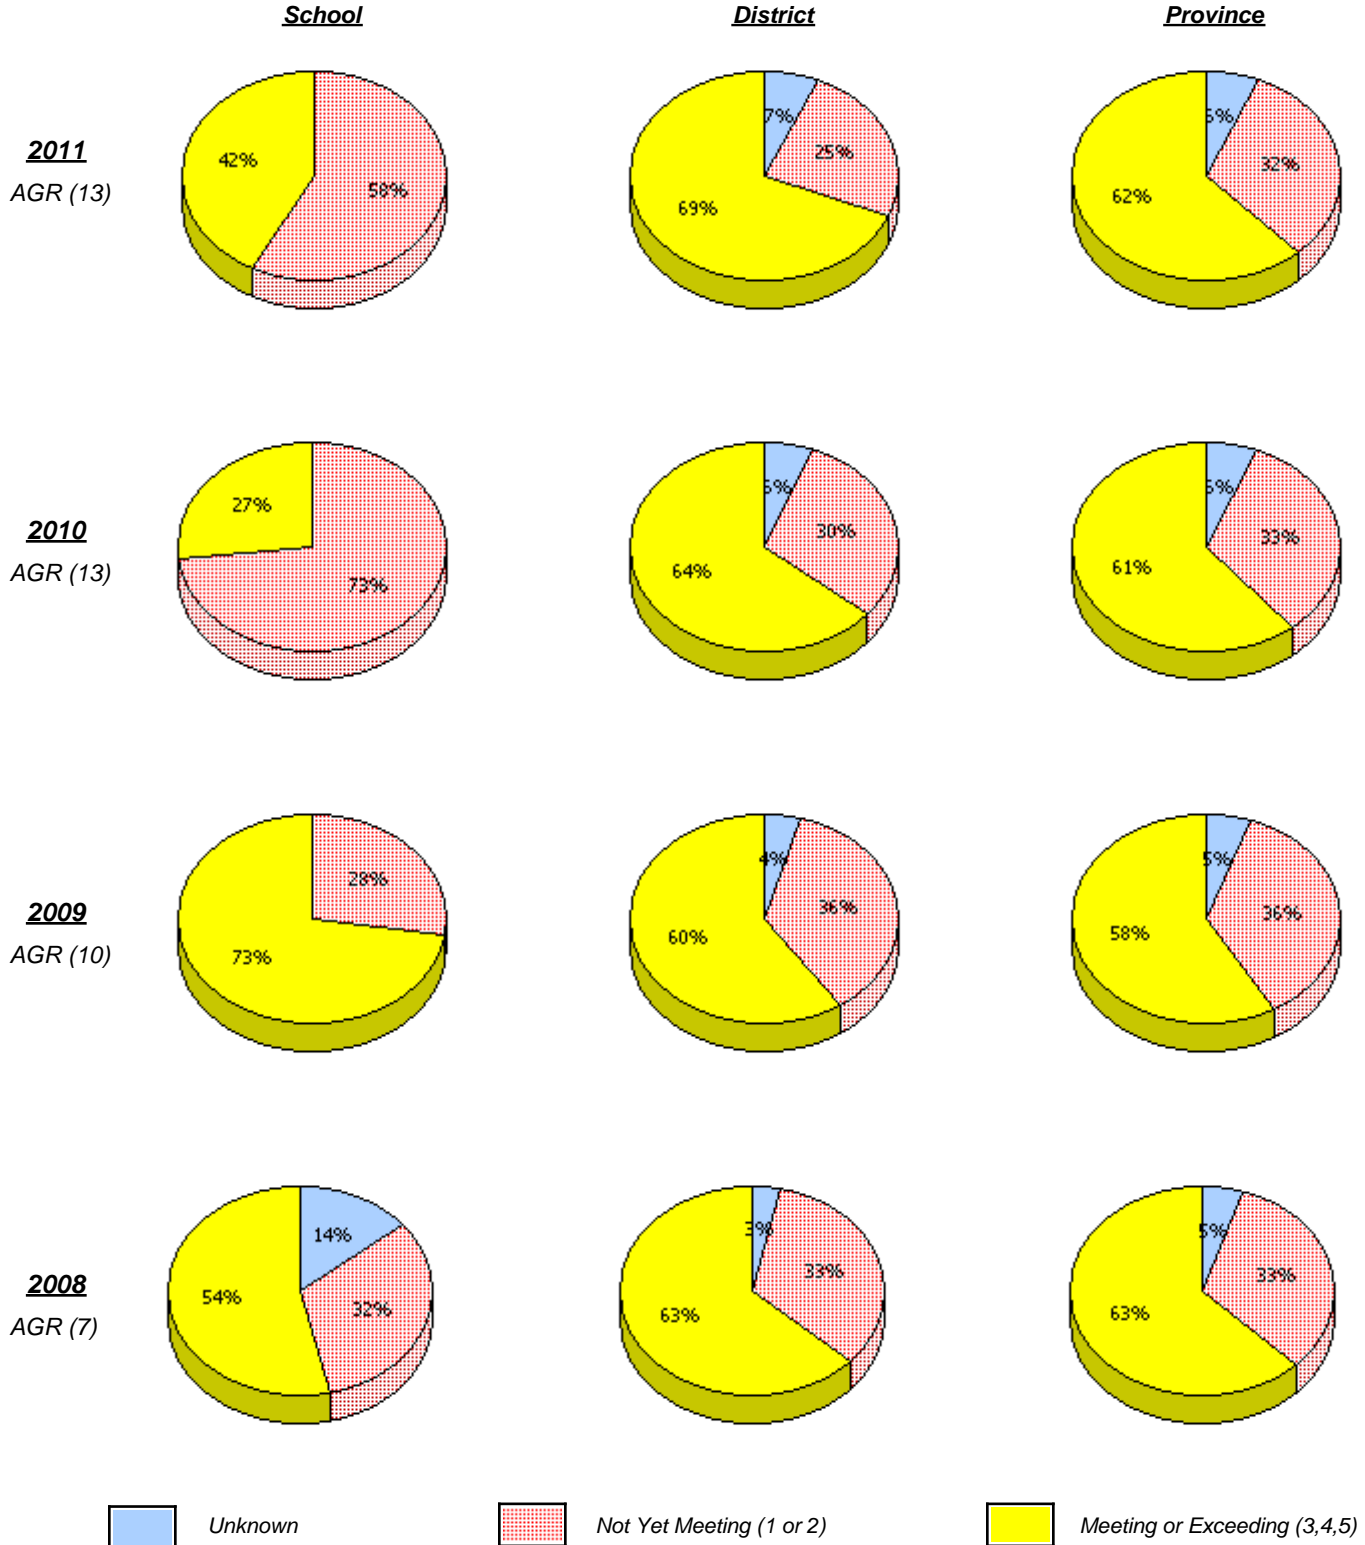 School District Province
2011
AGR (13)
42% 58% 7% 25% 69% 32% 62%
2010
AGR (13)
27% 73% 30% 64% 33% 61%
2009
AGR (10)
28% 73% 4% 36% 60% 5% 36% 58%
2008
AGR (7)
14% 54% 32% 3% 33% 63% 5% 33% 63%
Unknown Not Yet Meeting (1 or 2) Meeting or Exceeding (3,4,5)